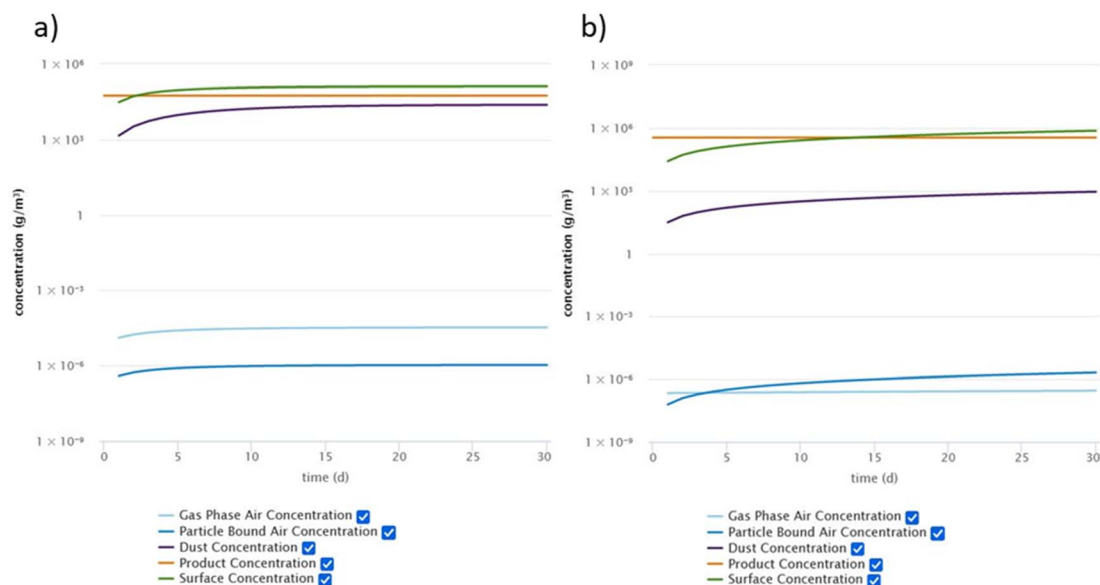 a)
1 × 10⁶
1 × 10³
1
1 × 10⁻³
1 × 10⁻⁶
1 × 10⁻⁹
concentration (g/m³)
0 5 10 15 20 25 30
time (d)
Gas Phase Air Concentration
Particle Bound Air Concentration
Dust Concentration
Product Concentration
Surface Concentration
b)
1 × 10⁹
1 × 10⁶
1 × 10³
1
1 × 10⁻³
1 × 10⁻⁶
1 × 10⁻⁹
concentration (g/m³)
0 5 10 15 20 25 30
time (d)
Gas Phase Air Concentration
Particle Bound Air Concentration
Dust Concentration
Product Concentration
Surface Concentration